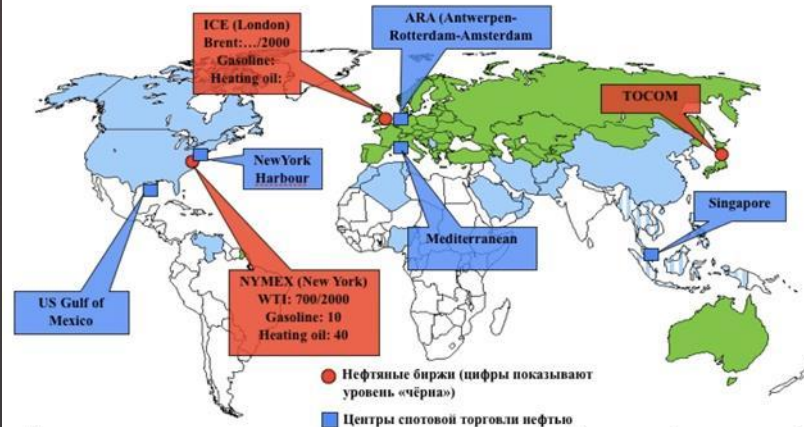 ICE (London)
Brent:…/2000
Gasoline:
Heating oil:
ARA (Antwerpen-
Rotterdam-Amsterdam
TOCOM
NewYork
Harbour
Singapore
Mediterranean
NYMEX (New York)
WTI: 700/2000
Gasoline: 10
Heating oil: 40
US Gulf of
Mexico
Нефтяные биржи (цифры показывают
уровень «чёрна»)
Центры спотовой торговли нефтью